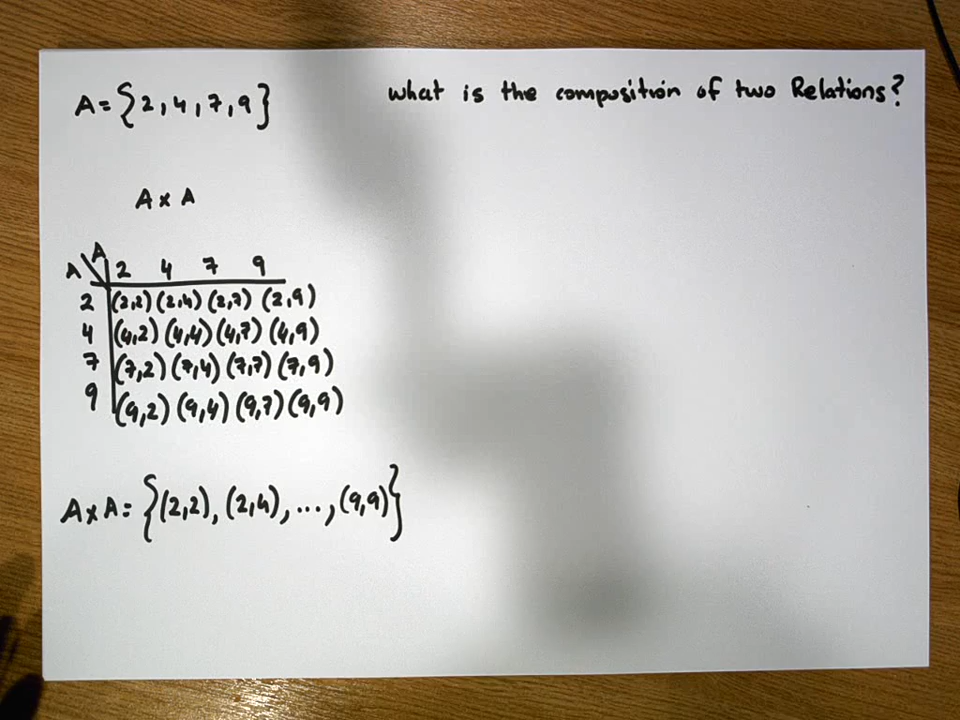 A = {2, 4, 7, 9}
what is the composition of two Relations?
A x A
A \ A 2 4 7 9
2 (2,2) (2,4) (2,7) (2,9)
4 (4,2) (4,4) (4,7) (4,9)
7 (7,2) (7,4) (7,7) (7,9)
9 (9,2) (9,4) (9,7) (9,9)
A x A = {(2,2), (2,4), ..., (9,9)}